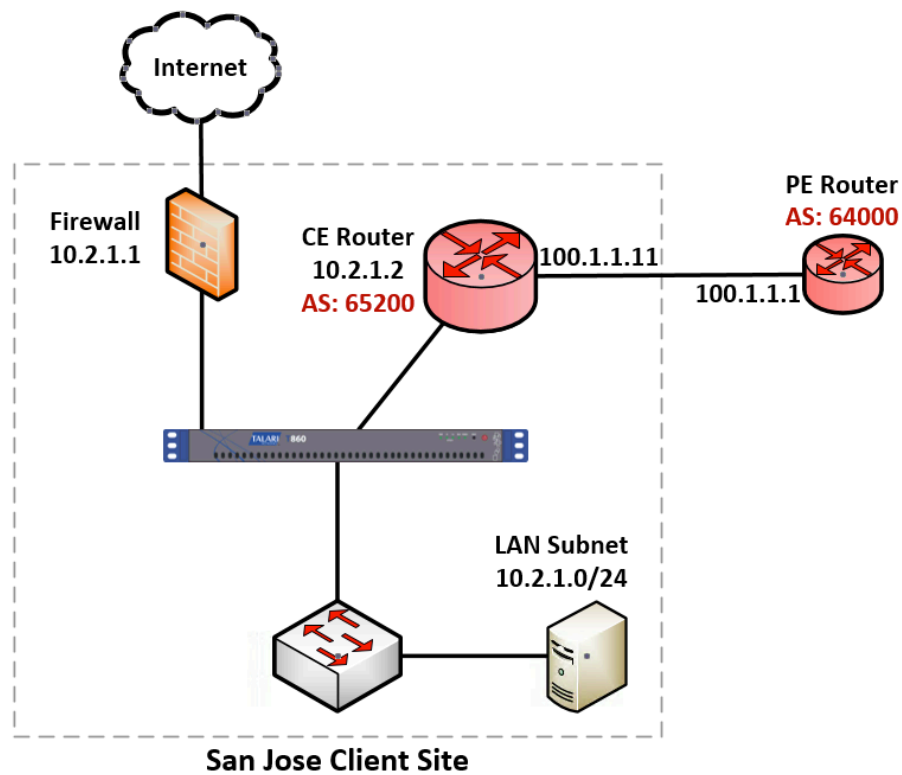 Internet
Firewall
10.2.1.1
CE Router
10.2.1.2
AS: 65200
100.1.1.11
PE Router
AS: 64000
100.1.1.1
TALARI
860
LAN Subnet
10.2.1.0/24
San Jose Client Site